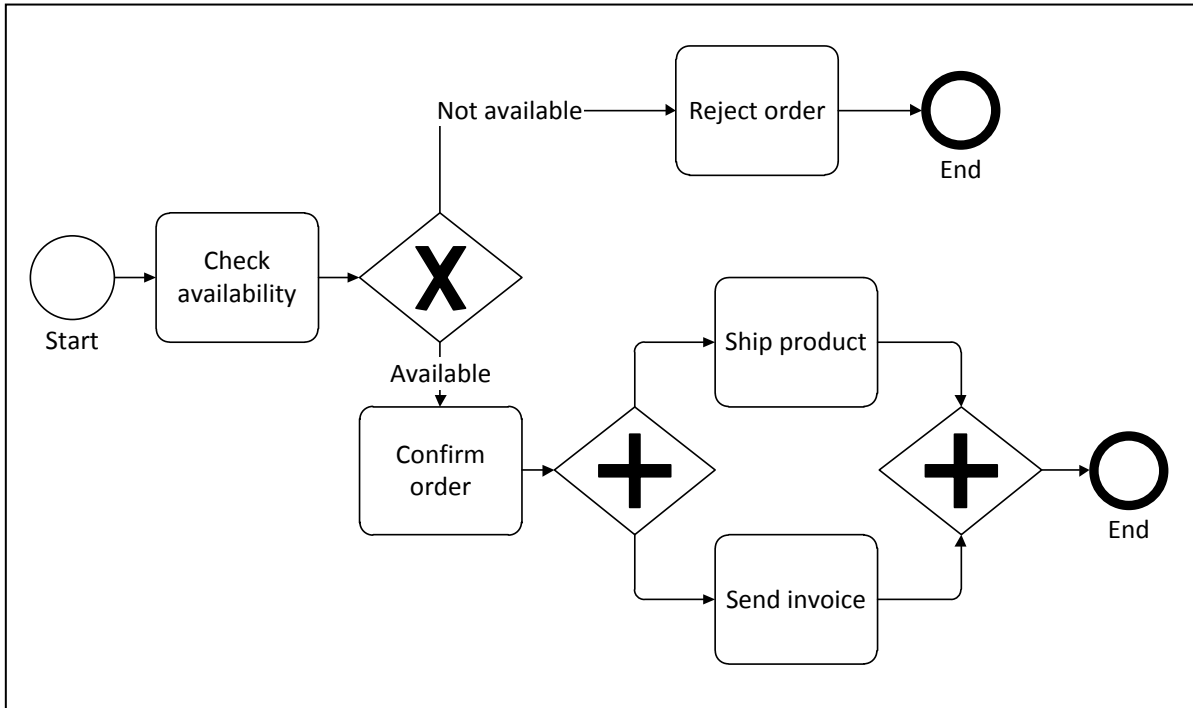 Not available
Reject order
End
Check
availability
Start
Available
Ship product
Confirm
order
End
Send invoice